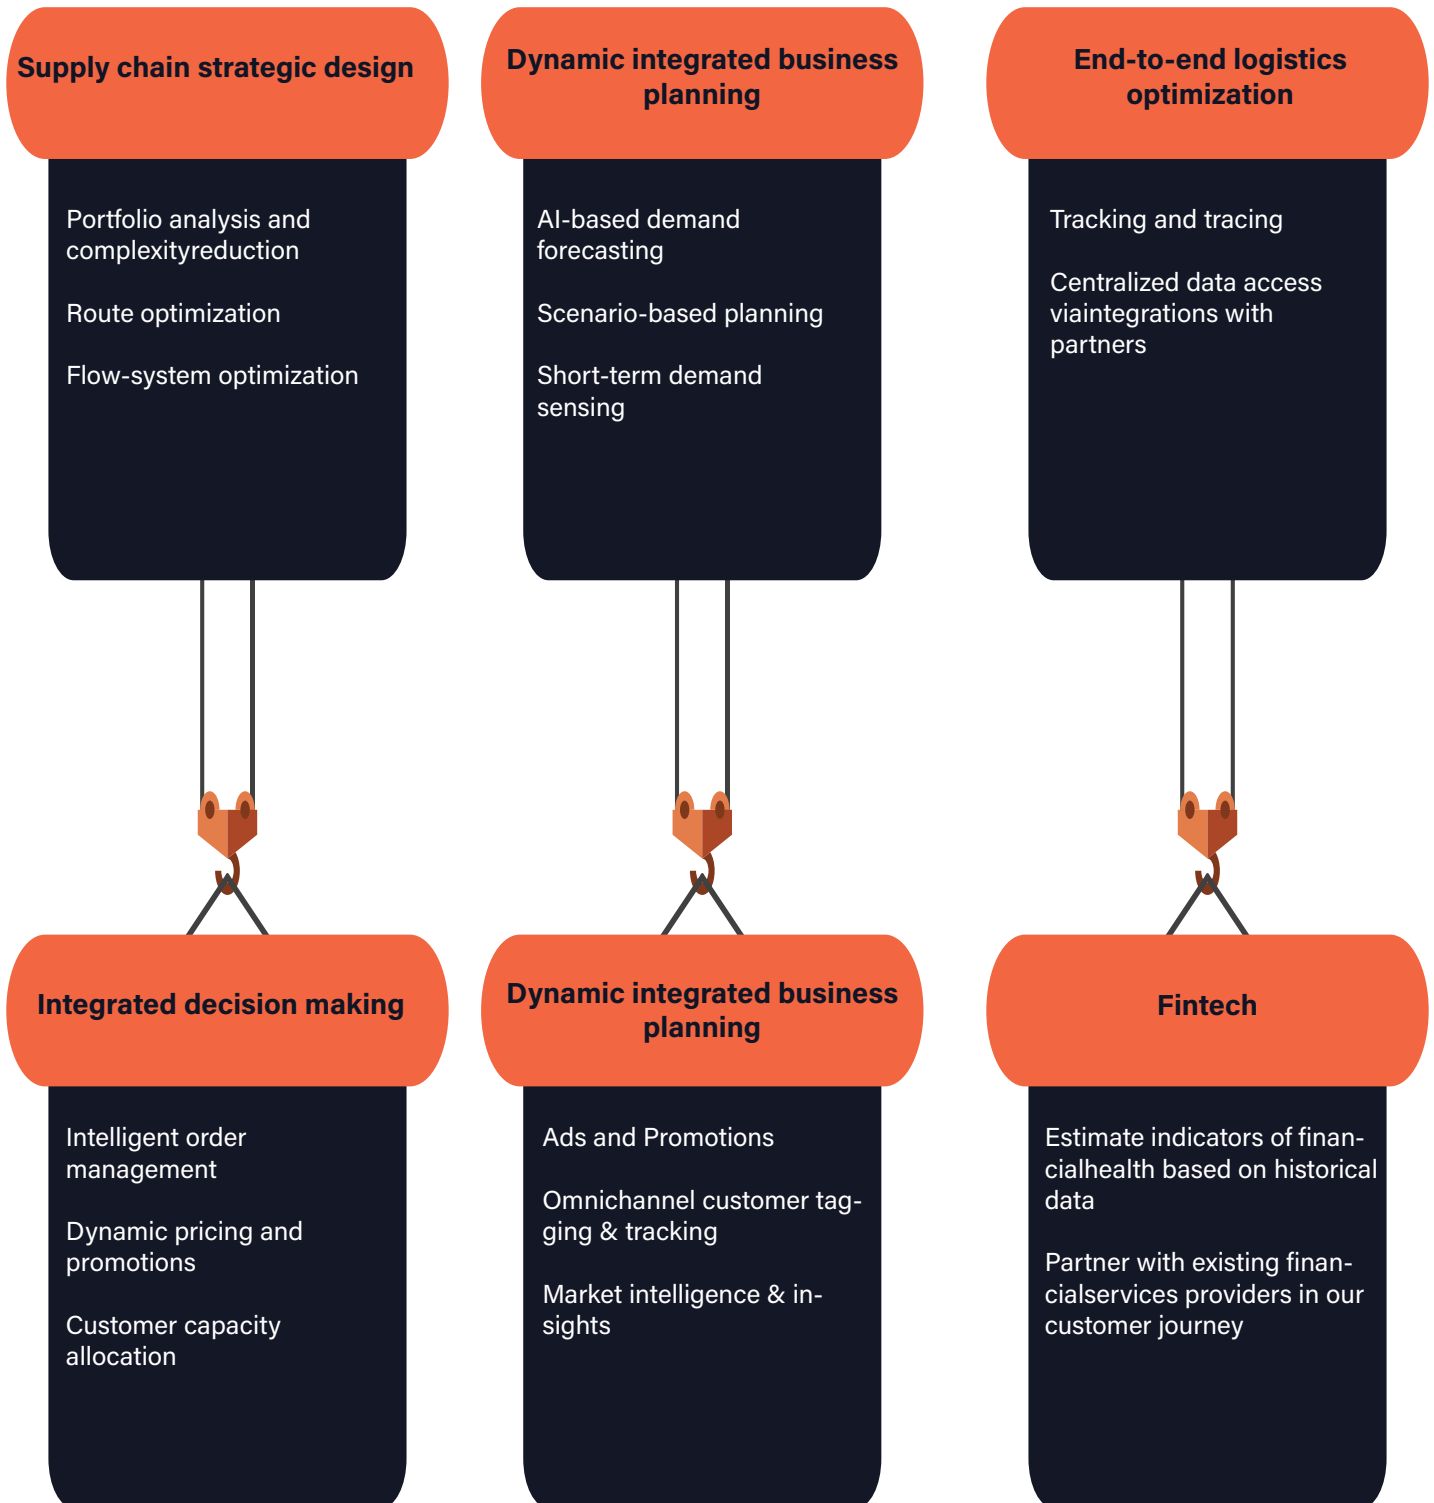 Supply chain strategic design
Portfolio analysis and
complexityreduction
Route optimization
Flow-system optimization
Dynamic integrated business
planning
AI-based demand
forecasting
Scenario-based planning
Short-term demand
sensing
End-to-end logistics
optimization
Tracking and tracing
Centralized data access
viaintegrations with
partners
Integrated decision making
Intelligent order
management
Dynamic pricing and
promotions
Customer capacity
allocation
Dynamic integrated business
planning
Ads and Promotions
Omnichannel customer tag-
ging & tracking
Market intelligence & in-
sights
Fintech
Estimate indicators of finan-
cialhealth based on historical
data
Partner with existing finan-
cialservices providers in our
customer journey